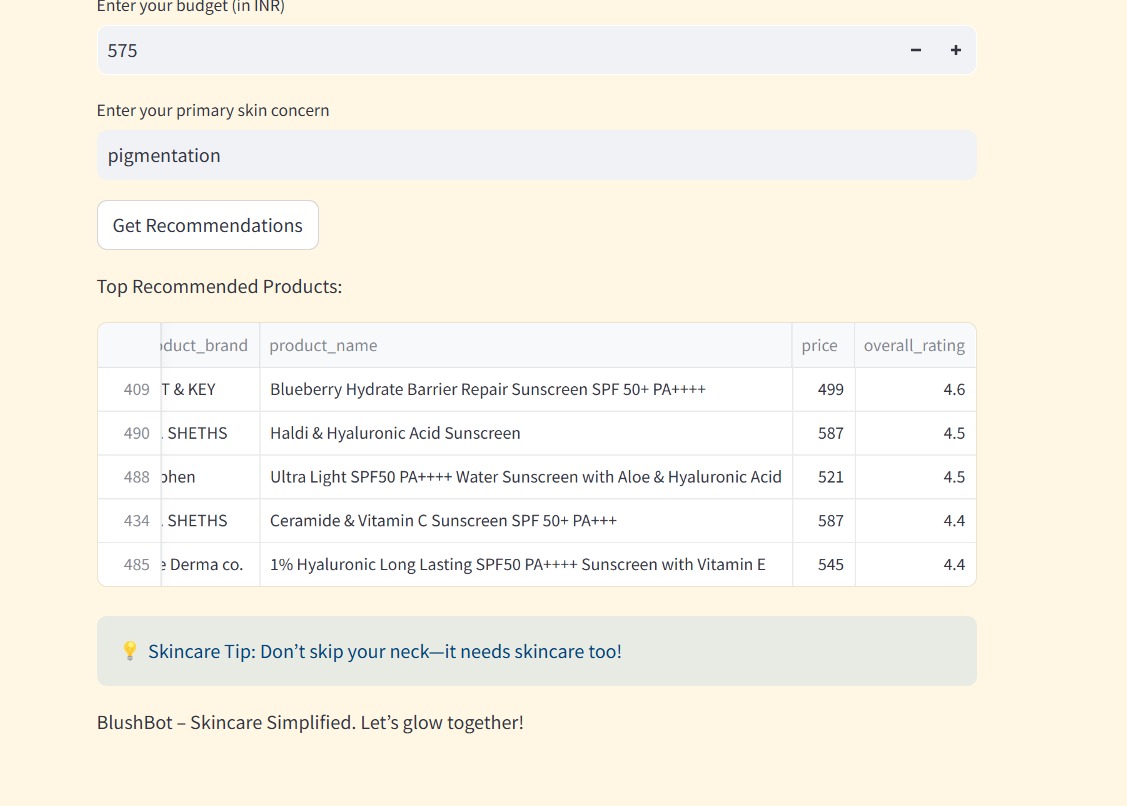 Enter your budget (in INR)
575
Enter your primary skin concern
pigmentation
Get Recommendations
Top Recommended Products:
duct_brand product_name price overall_rating
409 T & KEY Blueberry Hydrate Barrier Repair Sunscreen SPF 50+ PA++++ 499 4.6
490 . SHETHS Haldi & Hyaluronic Acid Sunscreen 587 4.5
488 phen Ultra Light SPF50 PA++++ Water Sunscreen with Aloe & Hyaluronic Acid 521 4.5
434 . SHETHS Ceramide & Vitamin C Sunscreen SPF 50+ PA+++ 587 4.4
485 e Derma co. 1% Hyaluronic Long Lasting SPF50 PA++++ Sunscreen with Vitamin E 545 4.4
💡 Skincare Tip: Don’t skip your neck—it needs skincare too!
BlushBot – Skincare Simplified. Let’s glow together!